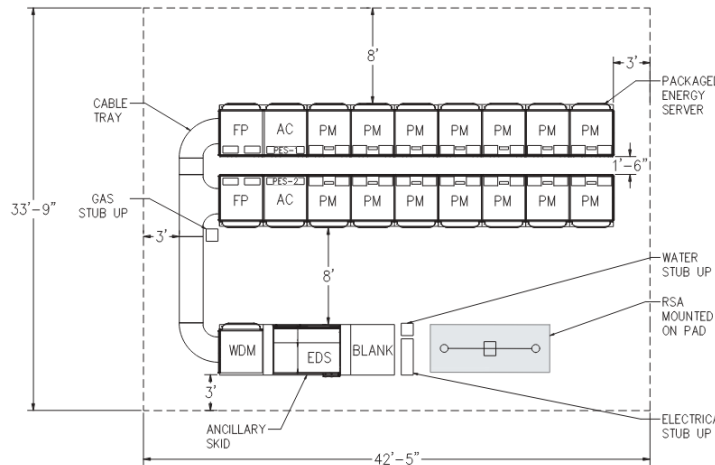 8'
3'
PACKAGED
ENERGY
SERVER
CABLE
TRAY
FP AC PM PM PM PM PM PM PM
PES-1
1'-6"
PES-2
FP AC PM PM PM PM PM PM PM
GAS
STUB UP
33'-9"
3'
8'
WATER
STUB UP
RSA
MOUNTED
ON PAD
WDM EDS BLANK
3'
ANCILLARY
SKID
ELECTRICA
STUB UP
42'-5"